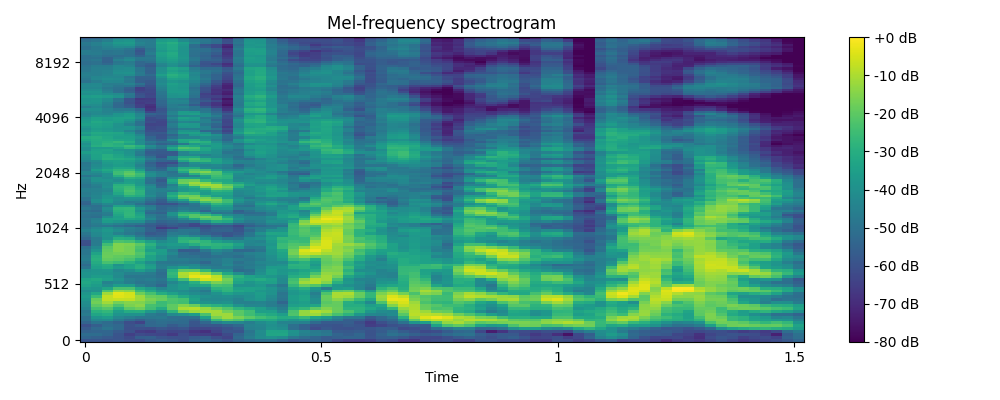 Mel-frequency spectrogram
Hz
8192
4096
2048
1024
512
0
0 0.5 1 1.5
Time
+0 dB
-10 dB
-20 dB
-30 dB
-40 dB
-50 dB
-60 dB
-70 dB
-80 dB